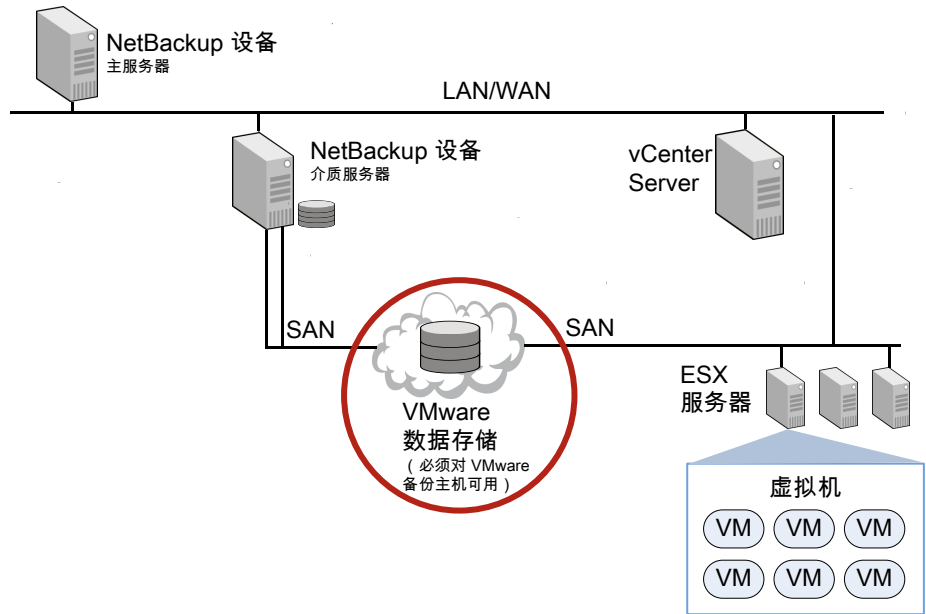 NetBackup 设备
主服务器
LAN/WAN
NetBackup 设备
介质服务器
vCenter
Server
SAN
SAN
VMware
数据存储
（必须对 VMware
备份主机可用）
ESX
服务器
虚拟机
VM VM VM
VM VM VM